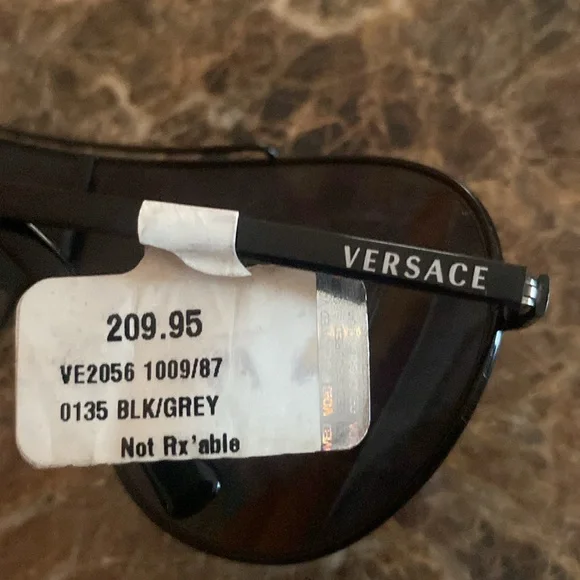 VERSACE
209.95
VE2056 1009/87
0135 BLK/GREY
Not Rx'able